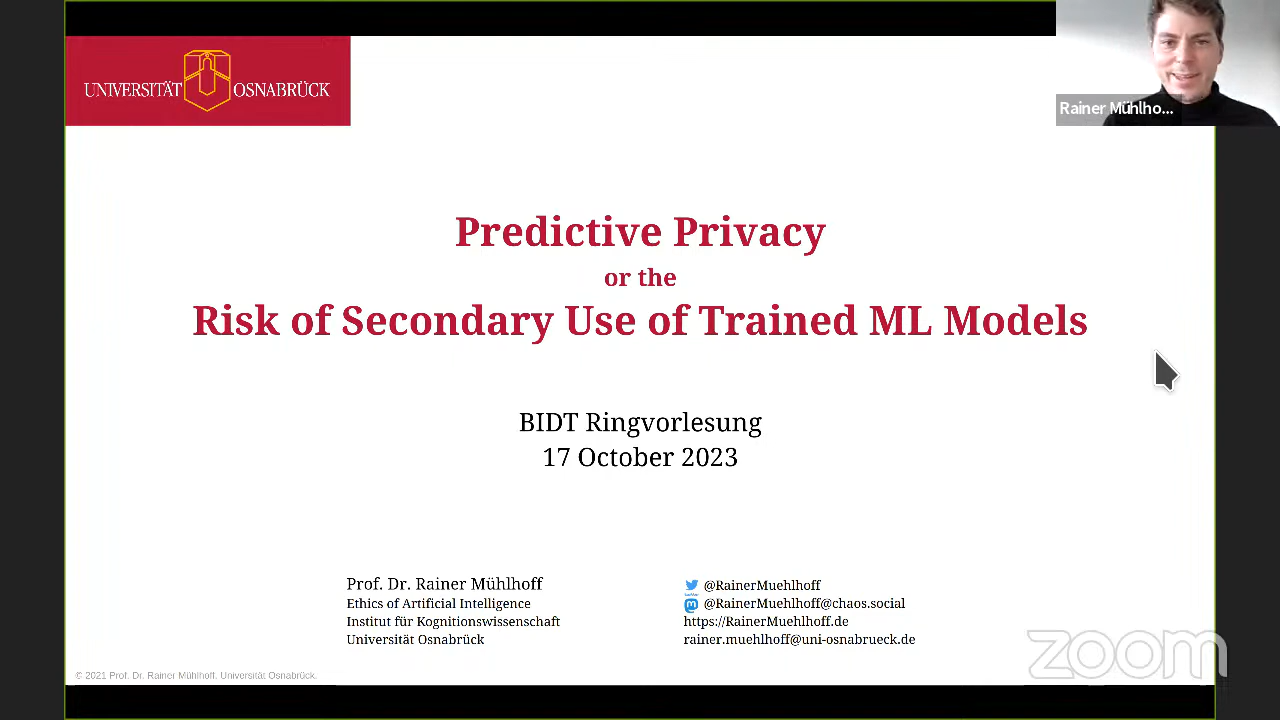 UNIVERSITÄT OSNABRÜCK
Rainer Mühlho...
Predictive Privacy
or the
Risk of Secondary Use of Trained ML Models
BIDT Ringvorlesung
17 October 2023
Prof. Dr. Rainer Mühlhoff
Ethics of Artificial Intelligence
Institut für Kognitionswissenschaft
Universität Osnabrück
@RainerMuehlhoff
@RainerMuehlhoff@chaos.social
https://RainerMuehlhoff.de
rainer.muehlhoff@uni-osnabrueck.de
© 2021 Prof. Dr. Rainer Mühlhoff. Universität Osnabrück.
zoom